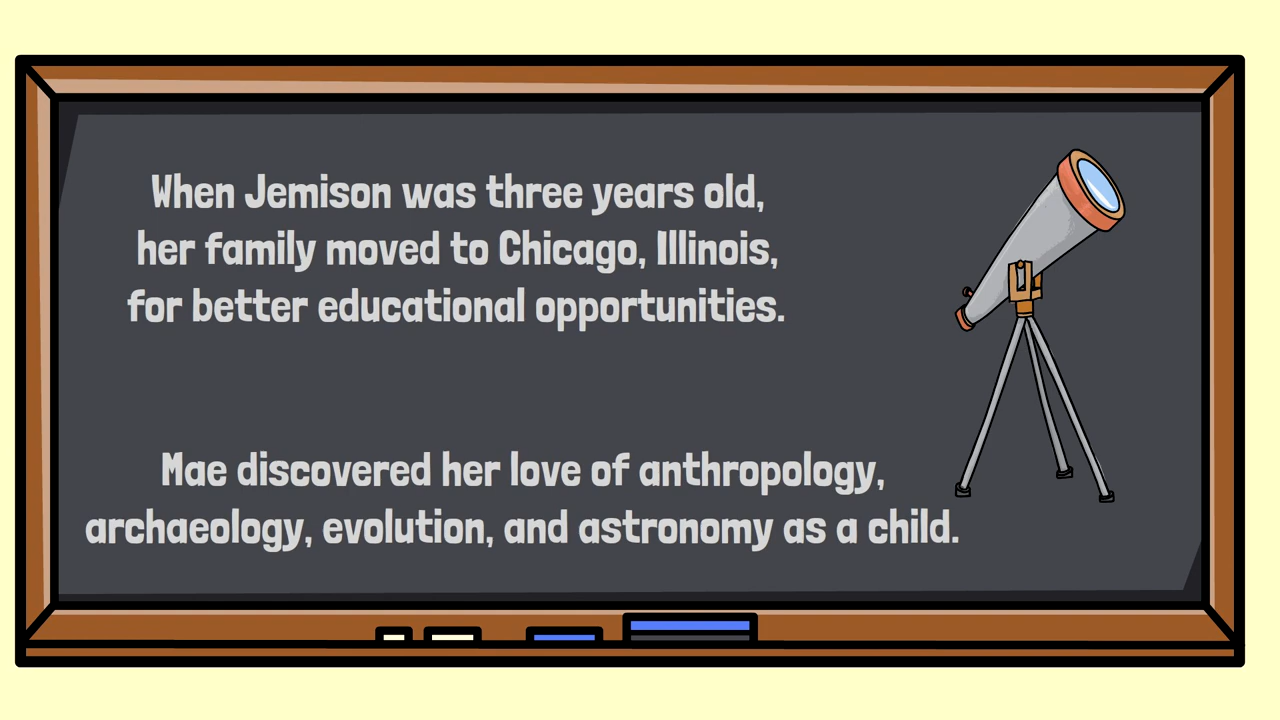 When Jemison was three years old,
her family moved to Chicago, Illinois,
for better educational opportunities.
Mae discovered her love of anthropology,
archaeology, evolution, and astronomy as a child.